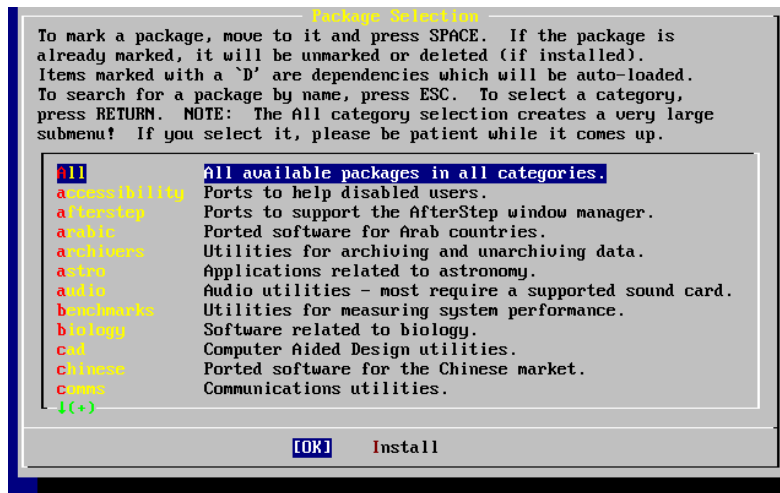 Package Selection
To mark a package, move to it and press SPACE.  If the package is
already marked, it will be unmarked or deleted (if installed).
Items marked with a `D' are dependencies which will be auto-loaded.
To search for a package by name, press ESC.  To select a category,
press RETURN.  NOTE:  The All category selection creates a very large
submenu!  If you select it, please be patient while it comes up.
All All available packages in all categories.
accessibility Ports to help disabled users.
afterstep Ports to support the AfterStep window manager.
arabic Ported software for Arab countries.
archivers Utilities for archiving and unarchiving data.
astro Applications related to astronomy.
audio Audio utilities - most require a supported sound card.
benchmarks Utilities for measuring system performance.
biology Software related to biology.
cad Computer Aided Design utilities.
chinese Ported software for the Chinese market.
comms Communications utilities.
↓(+)
[OK] Install